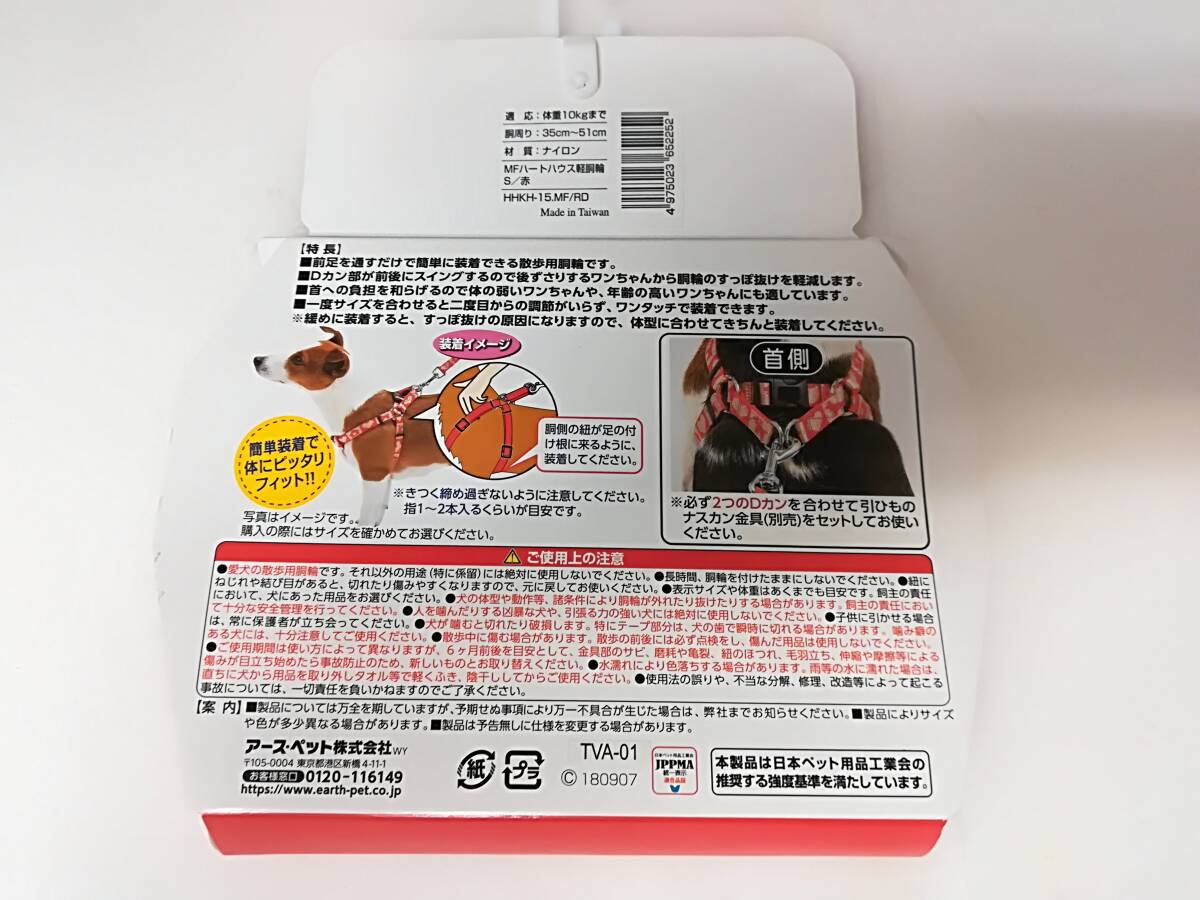 適 応：体重10kgまで
胴周り：35cm～51cm
材 質：ナイロン
MFハートハウス軽胴輪
S／赤
HHKH-15.MF/RD
Made in Taiwan
4 975023 652252
【特 長】
■前足を通すだけで簡単に装着できる散歩用胴輪です。
■Dカン部が前後にスイングするので後ずさりするワンちゃんから胴輪のすっぽ抜けを軽減します。
■首への負担を和らげるので体の弱いワンちゃんや、年齢の高いワンちゃんにも適しています。
■一度サイズを合わせると二度目からの調節がいらず、ワンタッチで装着できます。
※緩めに装着すると、すっぽ抜けの原因になりますので、体型に合わせてきちんと装着してください。
装着イメージ
簡単装着で
体にピッタリ
フィット!!
胴側の紐が足の付
け根に来るように、
装着してください。
※きつく締め過ぎないように注意してください。
指1～2本入るくらいが目安です。
写真はイメージです。
購入の際にはサイズを確かめてお選びください。
首側
※必ず2つのDカンを合わせて引ひもの
ナスカン金具(別売)をセットしてお使い
ください。
⚠ご使用上の注意
●愛犬の散歩用胴輪です。それ以外の用途（特に係留）には絶対に使用しないでください。●長時間、胴輪を付けたままにしないでください。●紐に
ねじれや結び目があると、切れたり傷みやすくなりますので、元に戻してお使いください。●表示サイズや体重はあくまでも目安です。飼主の責任
において、犬にあった用品をお選びください。●犬の体型や動作等、諸条件により胴輪が外れたり抜けたりする場合があります。飼主の責任におい
て十分な安全管理を行ってください。●人を噛んだりする凶暴な犬や、引張る力の強い犬には絶対に使用しないでください。●子供に引かせる場合
は、常に保護者が立ち会ってください。●犬が噛むと切れたり破損します。特にテープ部分は、犬の歯で瞬時に切れる場合があります。噛み癖の
ある犬には、十分注意してご使用ください。●散歩中に傷む場合があります。散歩の前後には必ず点検をし、傷んだ用品は使用しないでください。
●ご使用期間は使い方によって異なりますが、6ヶ月前後を目安として、金具部のサビ、磨耗や亀裂、紐のほつれ、毛羽立ち、伸縮や摩擦等による
傷みが目立ち始めたら事故防止のため、新しいものとお取り替えください。●水濡れにより色落ちする場合があります。雨等の水に濡れた場合は、
直ちに犬から用品を取り外しタオル等で軽くふき、陰干ししてからご使用ください。●使用法の誤りや、不当な分解、修理、改造等によって起こる
事故については、一切責任を負いかねますのでご了承ください。
【案 内】■製品については万全を期していますが、予期せぬ事項により万一不具合が生じた場合は、弊社までお知らせください。■製品によりサイズ
や色が多少異なる場合があります。■製品は予告無しに仕様を変更する場合があります。
アース・ペット株式会社WY
〒105-0004 東京都港区新橋4-11-1
お客様窓口 0120-116149
https://www.earth-pet.co.jp
紙
プラ
TVA-01
©180907
日本ペット用品工業会
JPPMA
統一表示
適合品証
本製品は日本ペット用品工業会の
推奨する強度基準を満たしています。